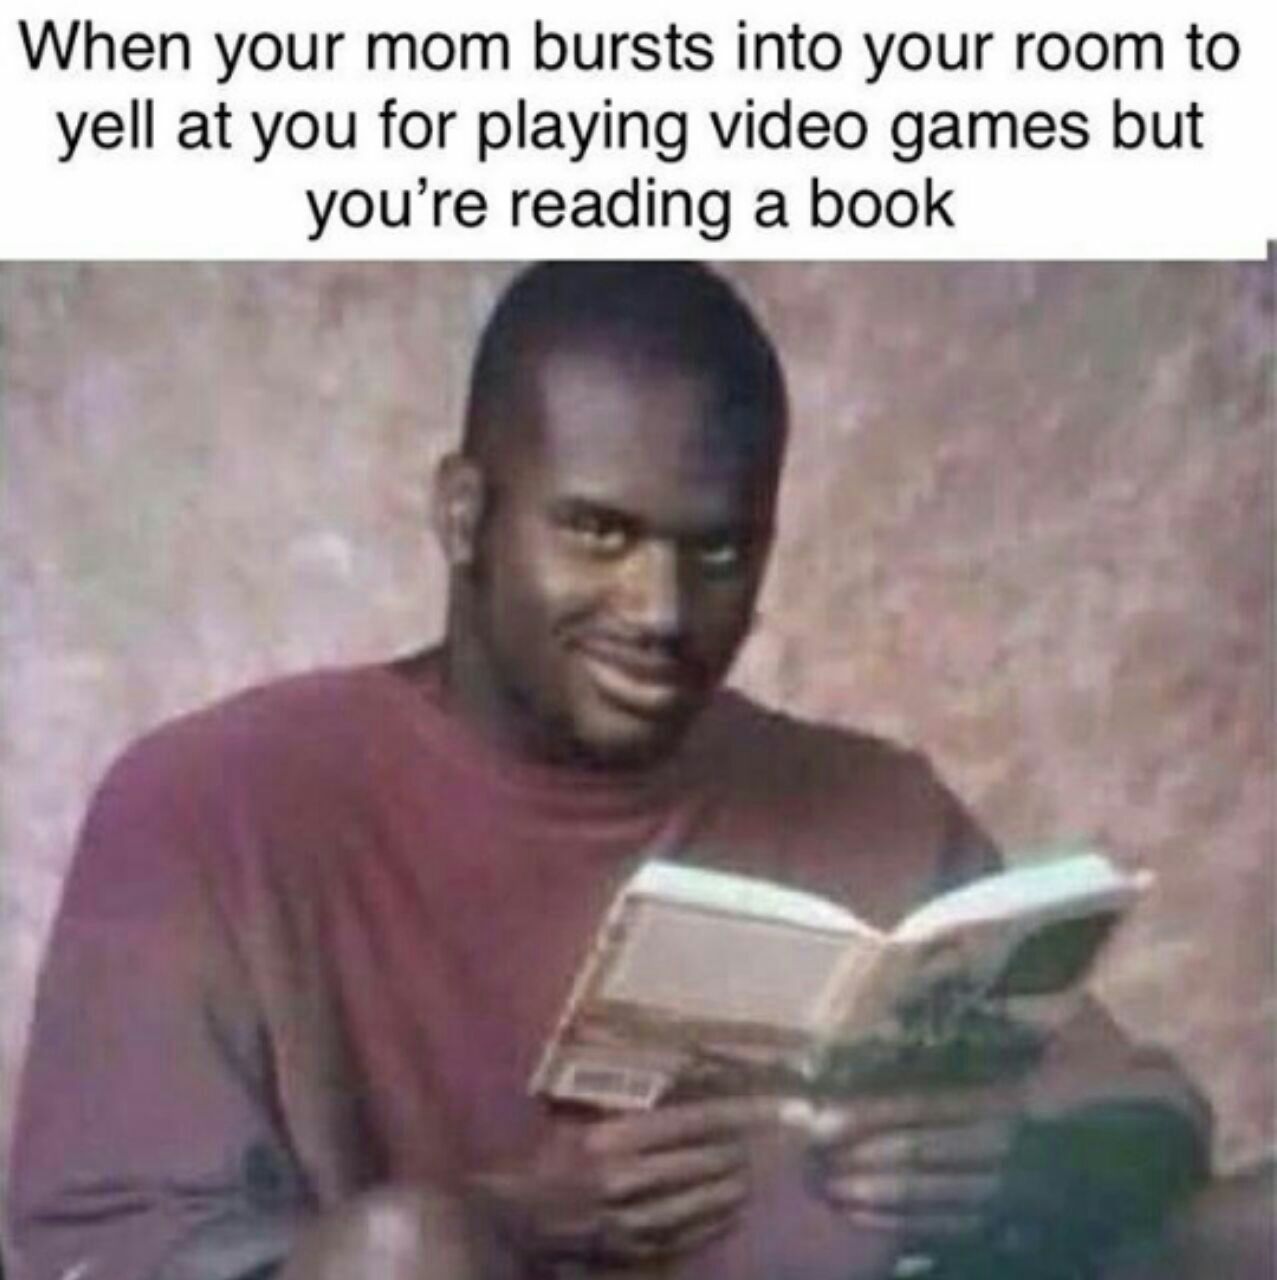 When your mom bursts into your room to
yell at you for playing video games but
you’re reading a book